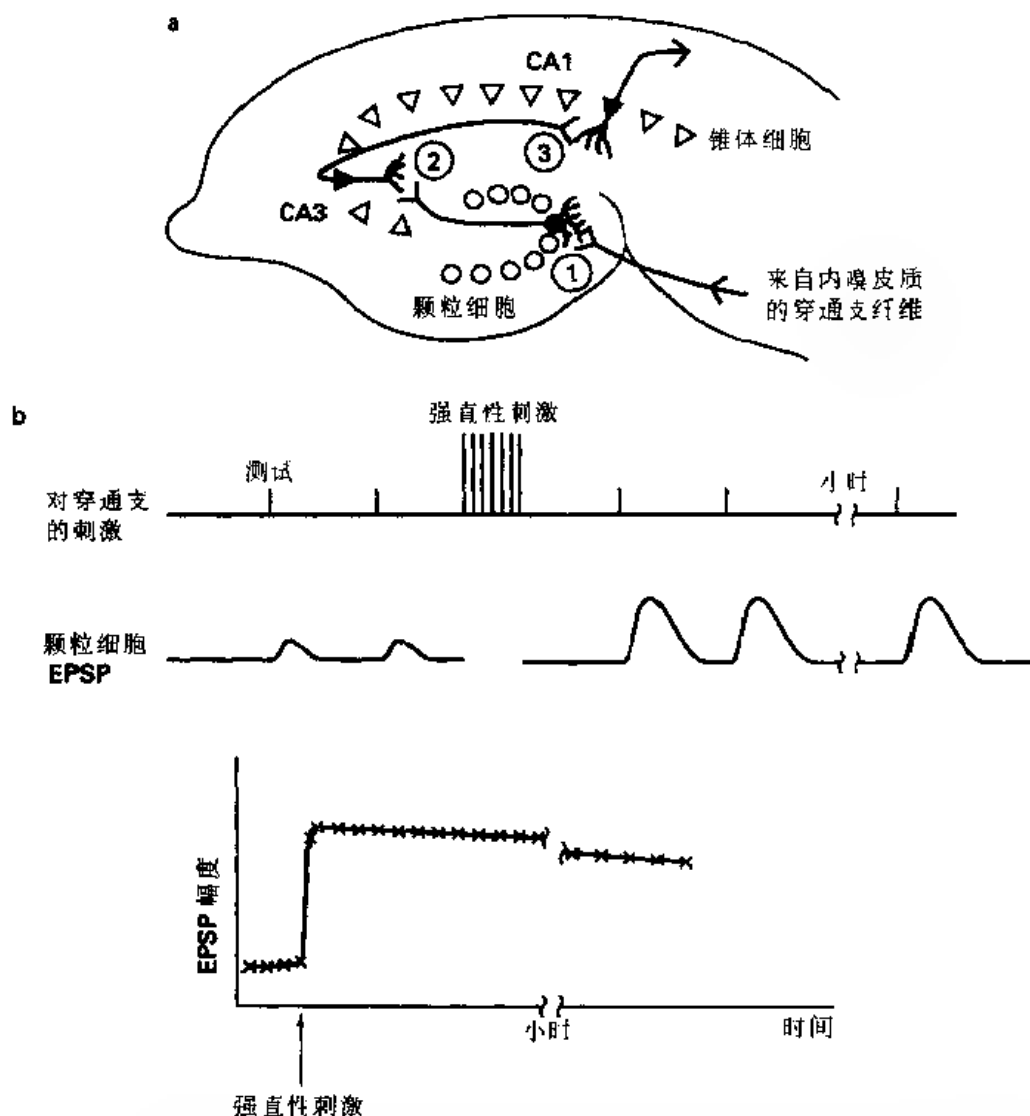 a
CA1
锥体细胞
③
②
CA3
①
颗粒细胞
来自内嗅皮质
的穿通支纤维
b
强直性刺激
测试
小时
对穿通支
的刺激
颗粒细胞
EPSP
EPSP 幅度
小时
时间
强直性刺激